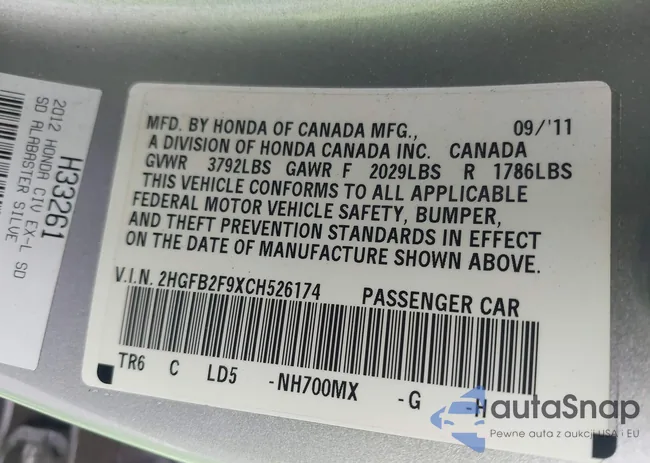 H33261
2012 HONDA CIV EX-L SD
SD ALABASTER SILVE
MFD. BY HONDA OF CANADA MFG., 09/'11
A DIVISION OF HONDA CANADA INC. CANADA
GVWR 3792LBS GAWR F 2029LBS R 1786LBS
THIS VEHICLE CONFORMS TO ALL APPLICABLE
FEDERAL MOTOR VEHICLE SAFETY, BUMPER,
AND THEFT PREVENTION STANDARDS IN EFFECT
ON THE DATE OF MANUFACTURE SHOWN ABOVE.
V.I.N. 2HGFB2F9XCH526174 PASSENGER CAR
TR6 C LD5 -NH700MX -G -H
autaSnap
Pewne auta z aukcji USA i EU